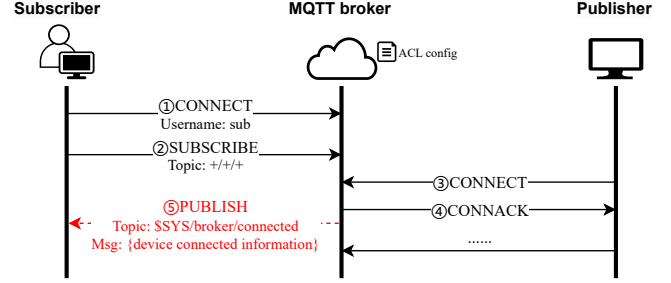 Subscriber
MQTT broker
Publisher
ACL config
①CONNECT
Username: sub
②SUBSCRIBE
Topic: +/+/+
③CONNECT
⑤PUBLISH
④CONNACK
Topic: $SYS/broker/connected
Msg: {device connected information}
......